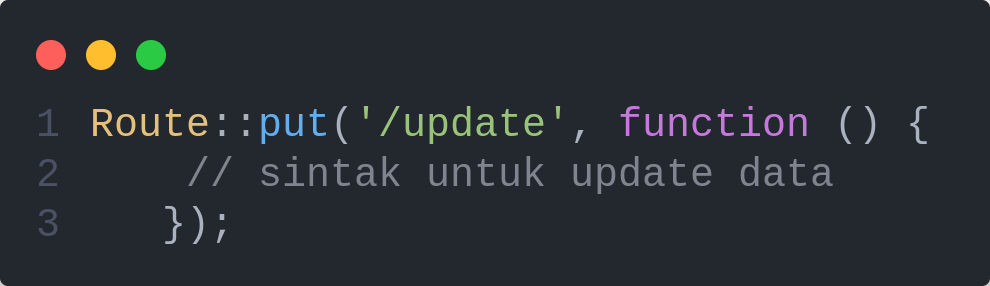 1 Route::put('/update', function () {
2     // sintak untuk update data
3    });